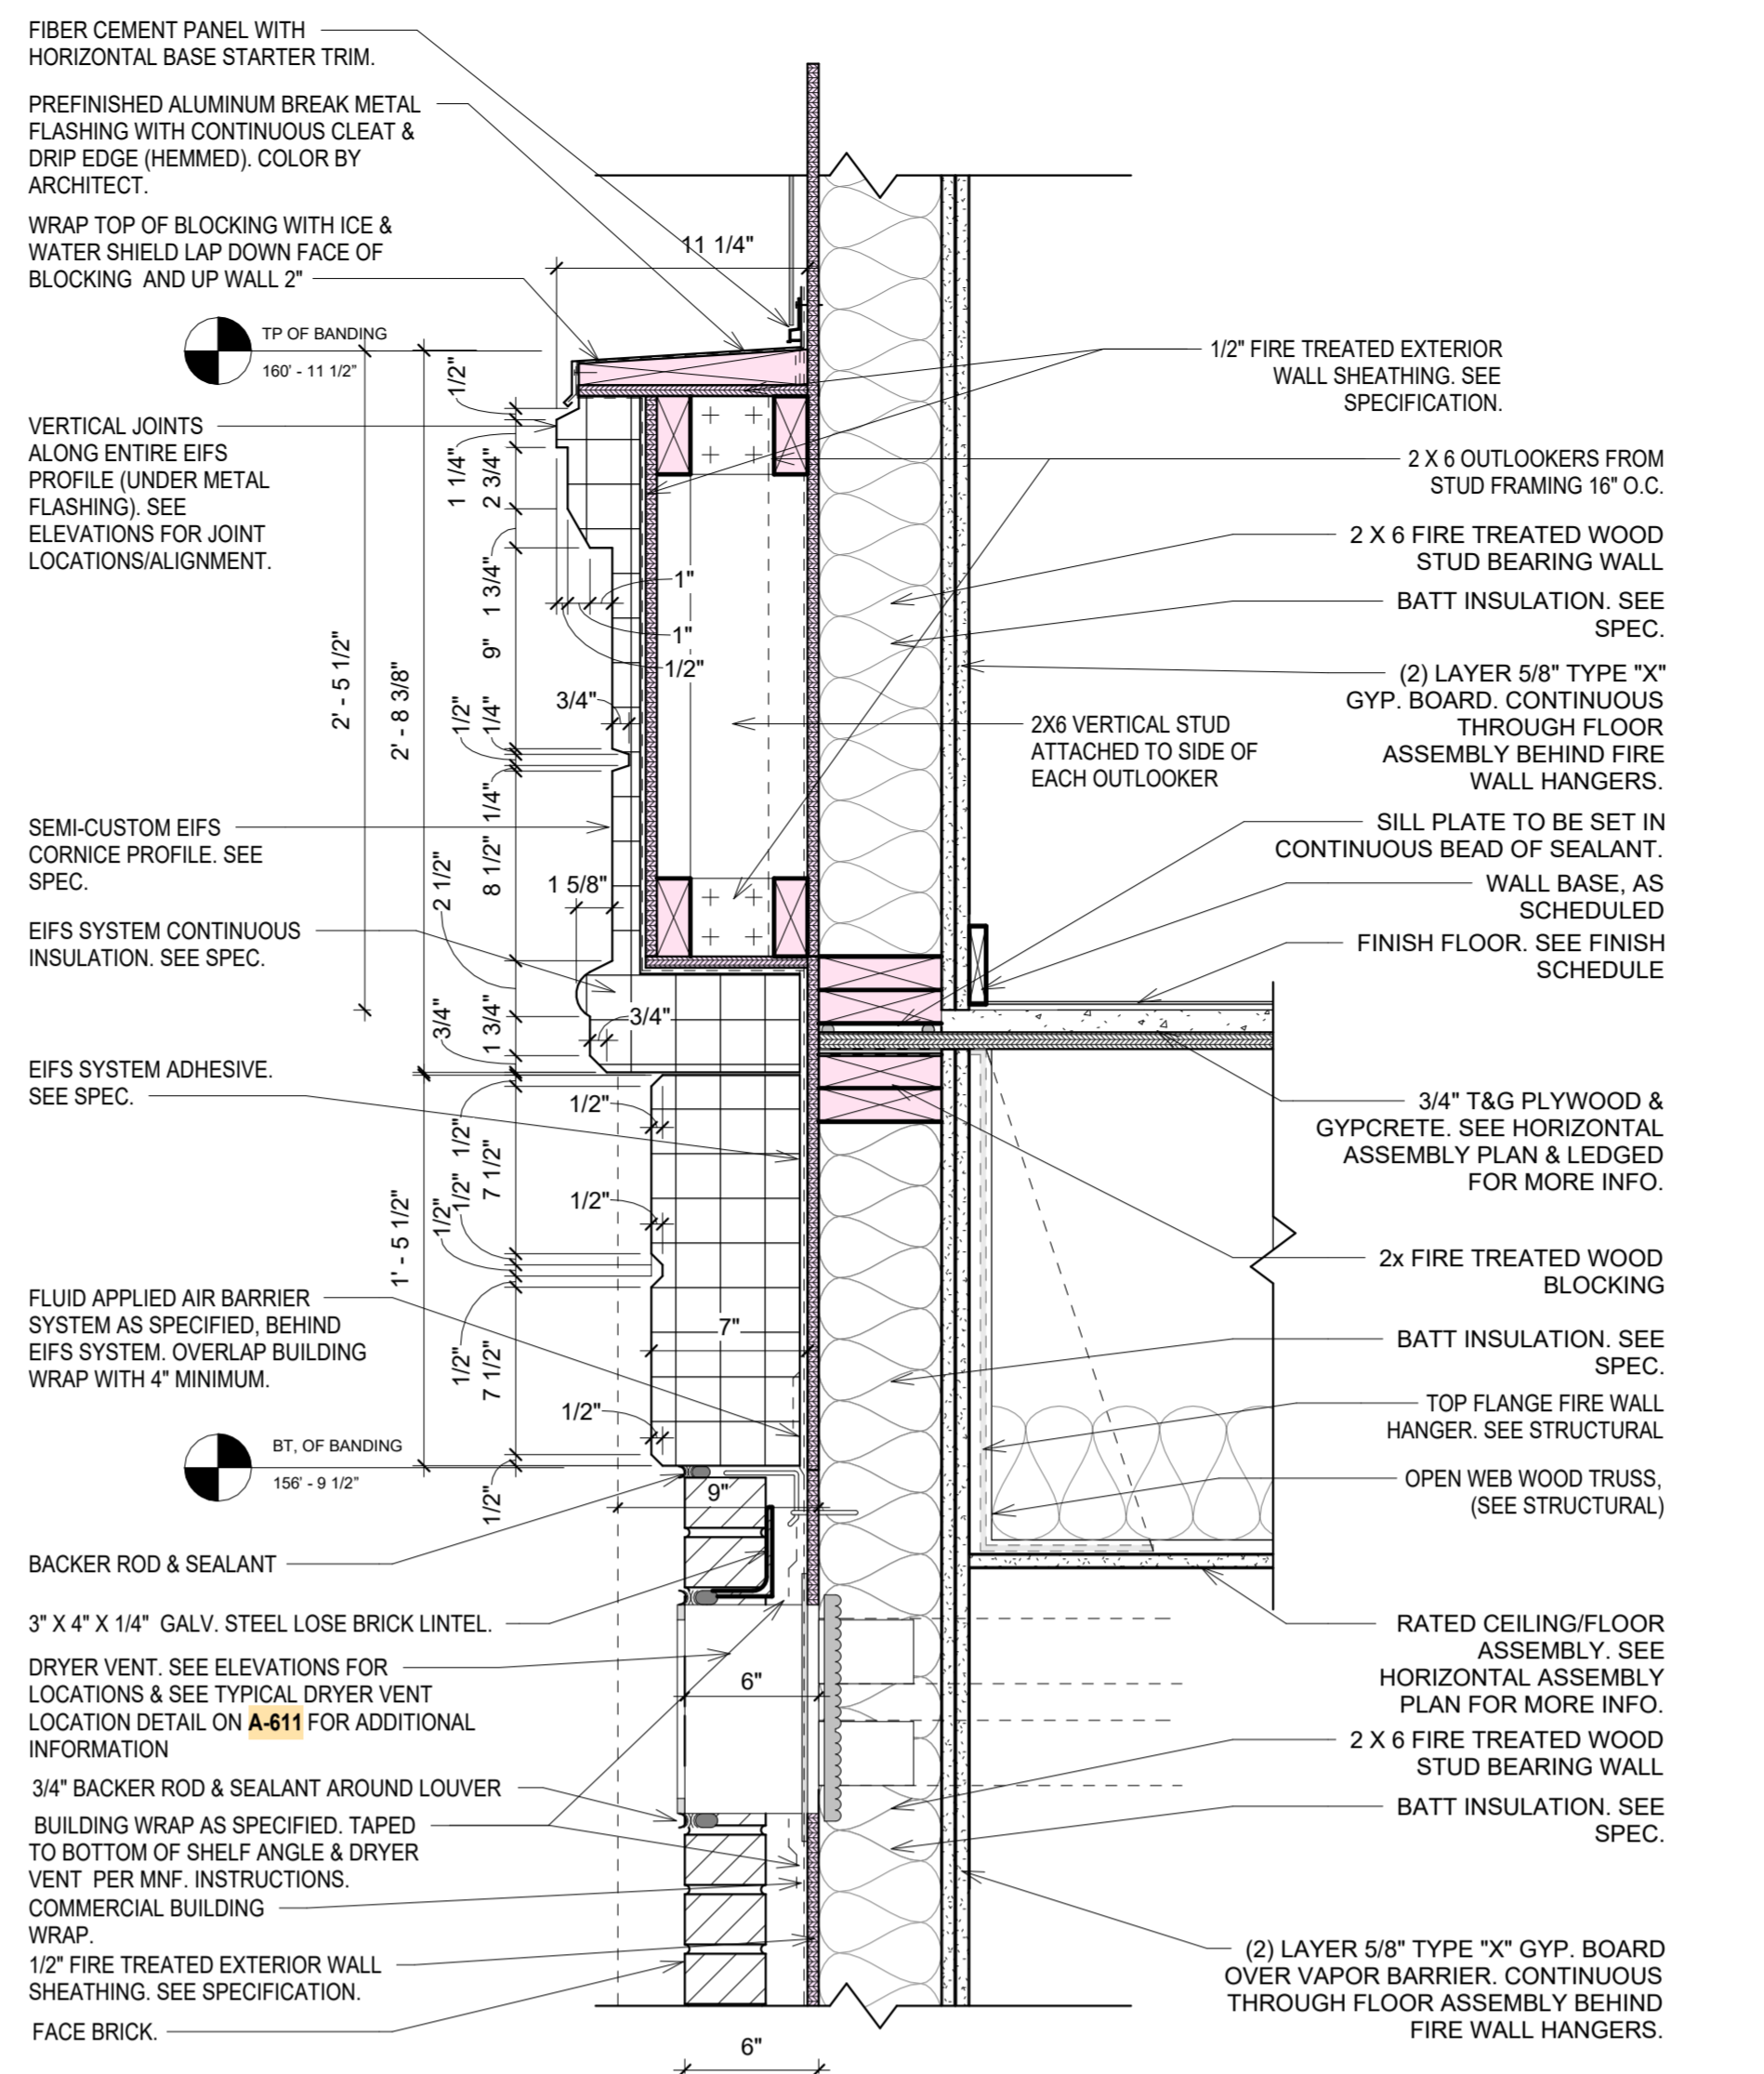 FIBER CEMENT PANEL WITH
HORIZONTAL BASE STARTER TRIM.
PREFINISHED ALUMINUM BREAK METAL
FLASHING WITH CONTINUOUS CLEAT &
DRIP EDGE (HEMMED). COLOR BY
ARCHITECT.
WRAP TOP OF BLOCKING WITH ICE &
WATER SHIELD LAP DOWN FACE OF
BLOCKING AND UP WALL 2"
TP OF BANDING
160' - 11 1/2"
VERTICAL JOINTS
ALONG ENTIRE EIFS
PROFILE (UNDER METAL
FLASHING). SEE
ELEVATIONS FOR JOINT
LOCATIONS/ALIGNMENT.
SEMI-CUSTOM EIFS
CORNICE PROFILE. SEE
SPEC.
EIFS SYSTEM CONTINUOUS
INSULATION. SEE SPEC.
EIFS SYSTEM ADHESIVE.
SEE SPEC.
FLUID APPLIED AIR BARRIER
SYSTEM AS SPECIFIED, BEHIND
EIFS SYSTEM. OVERLAP BUILDING
WRAP WITH 4" MINIMUM.
BT, OF BANDING
156' - 9 1/2"
BACKER ROD & SEALANT
3" X 4" X 1/4" GALV. STEEL LOSE BRICK LINTEL.
DRYER VENT. SEE ELEVATIONS FOR
LOCATIONS & SEE TYPICAL DRYER VENT
LOCATION DETAIL ON A-611 FOR ADDITIONAL
INFORMATION
3/4" BACKER ROD & SEALANT AROUND LOUVER
BUILDING WRAP AS SPECIFIED. TAPED
TO BOTTOM OF SHELF ANGLE & DRYER
VENT PER MNF. INSTRUCTIONS.
COMMERCIAL BUILDING
WRAP.
1/2" FIRE TREATED EXTERIOR WALL
SHEATHING. SEE SPECIFICATION.
FACE BRICK.
2' - 5 1/2"
2' - 8 3/8"
1' - 5 1/2"
1/2"
1 1/4"
2 3/4"
1 3/4"
9"
1/2"
1/4"
1/4"
8 1/2"
2 1/2"
1 3/4"
3/4"
1/2"
7 1/2"
1/2"
1/2"
1/2"
7 1/2"
1/2"
11 1/4"
1"
1"
1/2"
3/4"
1 5/8"
3/4"
1/2"
1/2"
7"
1/2"
9"
6"
6"
1/2" FIRE TREATED EXTERIOR
WALL SHEATHING. SEE
SPECIFICATION.
2 X 6 OUTLOOKERS FROM
STUD FRAMING 16" O.C.
2 X 6 FIRE TREATED WOOD
STUD BEARING WALL
BATT INSULATION. SEE
SPEC.
(2) LAYER 5/8" TYPE "X"
GYP. BOARD. CONTINUOUS
THROUGH FLOOR
ASSEMBLY BEHIND FIRE
WALL HANGERS.
2X6 VERTICAL STUD
ATTACHED TO SIDE OF
EACH OUTLOOKER
SILL PLATE TO BE SET IN
CONTINUOUS BEAD OF SEALANT.
WALL BASE, AS
SCHEDULED
FINISH FLOOR. SEE FINISH
SCHEDULE
3/4" T&G PLYWOOD &
GYPCRETE. SEE HORIZONTAL
ASSEMBLY PLAN & LEDGED
FOR MORE INFO.
2x FIRE TREATED WOOD
BLOCKING
BATT INSULATION. SEE
SPEC.
TOP FLANGE FIRE WALL
HANGER. SEE STRUCTURAL
OPEN WEB WOOD TRUSS,
(SEE STRUCTURAL)
RATED CEILING/FLOOR
ASSEMBLY. SEE
HORIZONTAL ASSEMBLY
PLAN FOR MORE INFO.
2 X 6 FIRE TREATED WOOD
STUD BEARING WALL
BATT INSULATION. SEE
SPEC.
(2) LAYER 5/8" TYPE "X" GYP. BOARD
OVER VAPOR BARRIER. CONTINUOUS
THROUGH FLOOR ASSEMBLY BEHIND
FIRE WALL HANGERS.